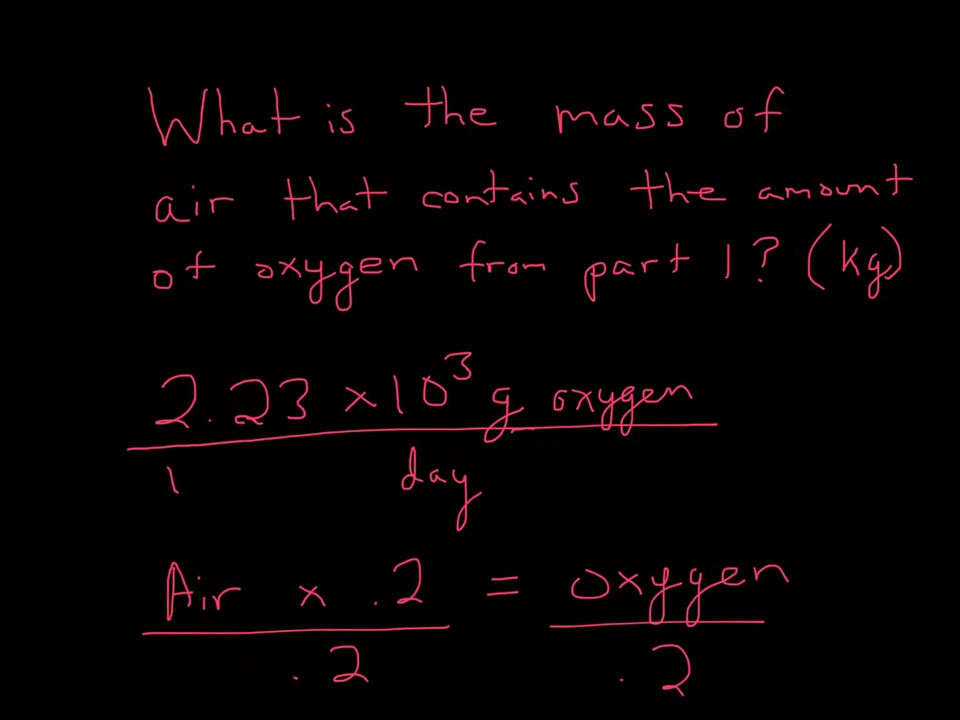 What is the mass of
air that contains the amount
of oxygen from part 1? (kg)
2.23 ×10³ g oxygen
1 day
Air x .2 = oxygen
.2 .2